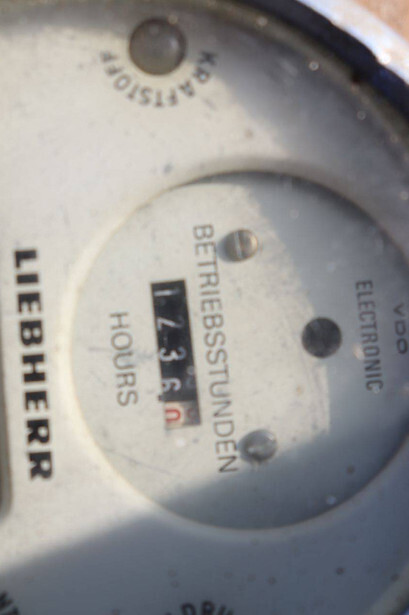 KRAFTSTOFF
VDO
ELECTRONIC
BETRIEBSSTUNDEN
HOURS
LIEBHERR